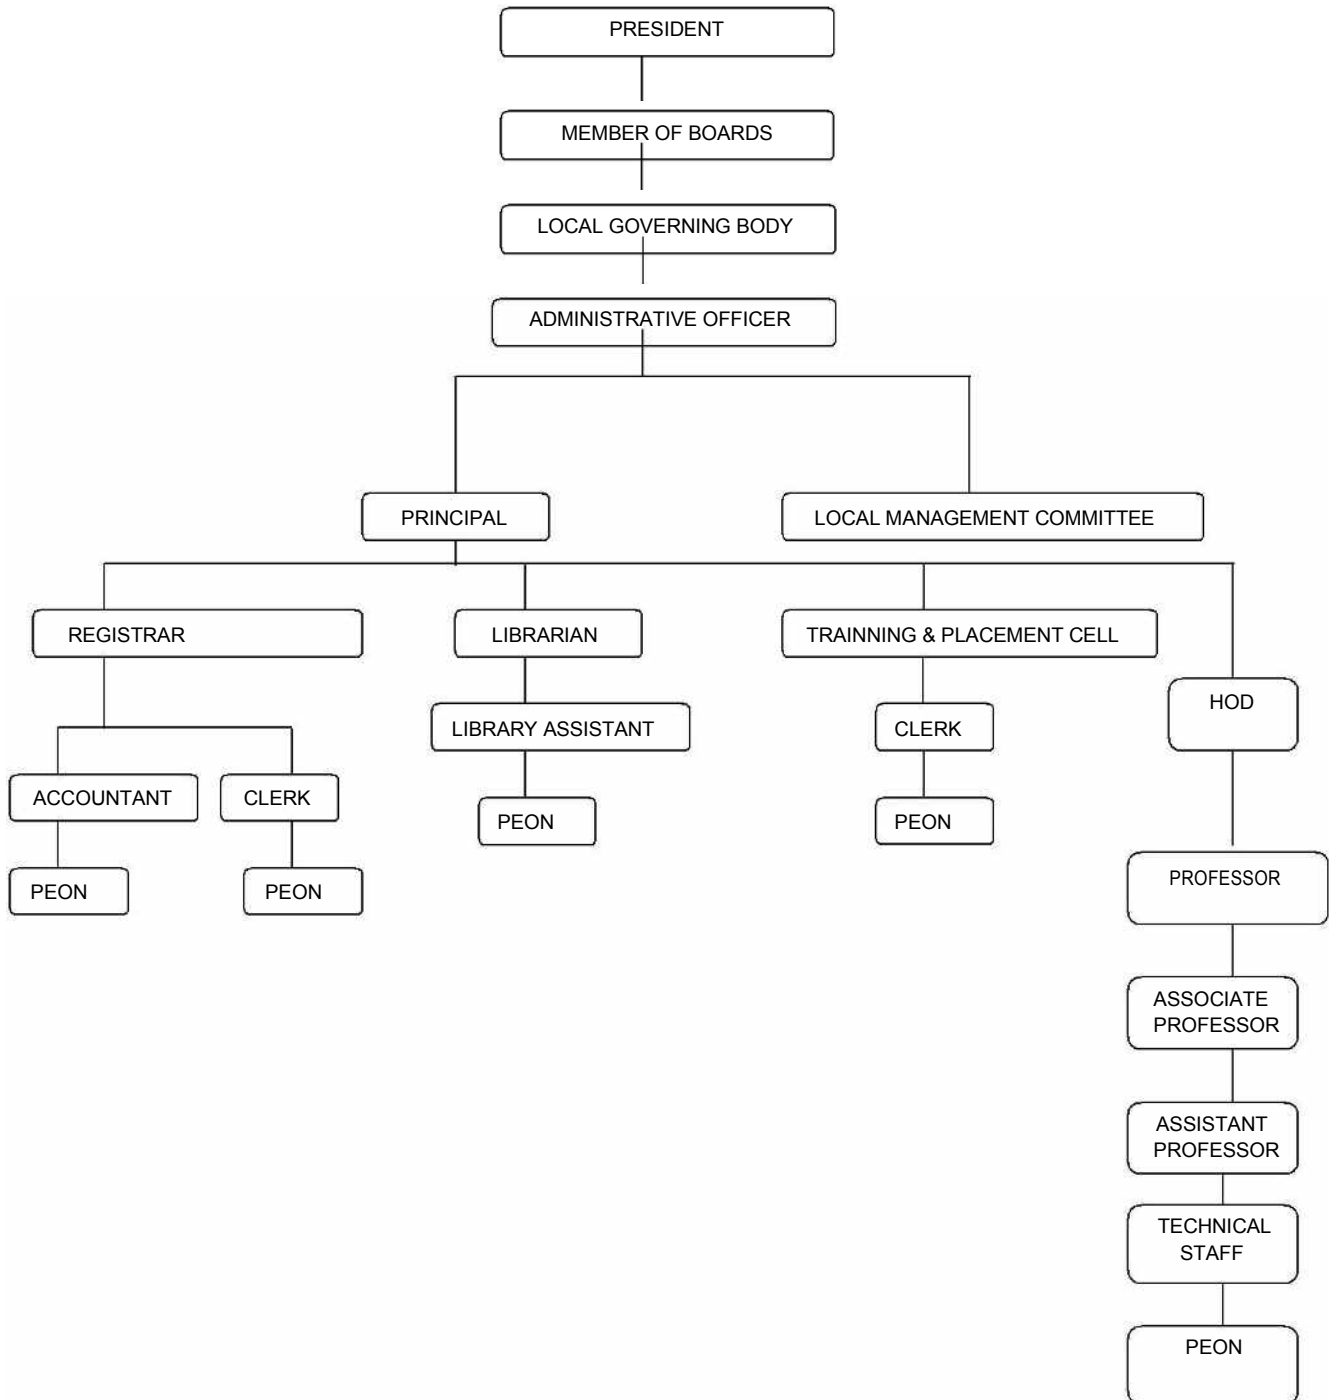 PRESIDENT
MEMBER OF BOARDS
LOCAL GOVERNING BODY
ADMINISTRATIVE OFFICER
PRINCIPAL
LOCAL MANAGEMENT COMMITTEE
REGISTRAR
LIBRARIAN
TRAINNING & PLACEMENT CELL
HOD
LIBRARY ASSISTANT
CLERK
ACCOUNTANT
CLERK
PEON
PEON
PEON
PEON
PROFESSOR
ASSOCIATE
PROFESSOR
ASSISTANT
PROFESSOR
TECHNICAL
STAFF
PEON